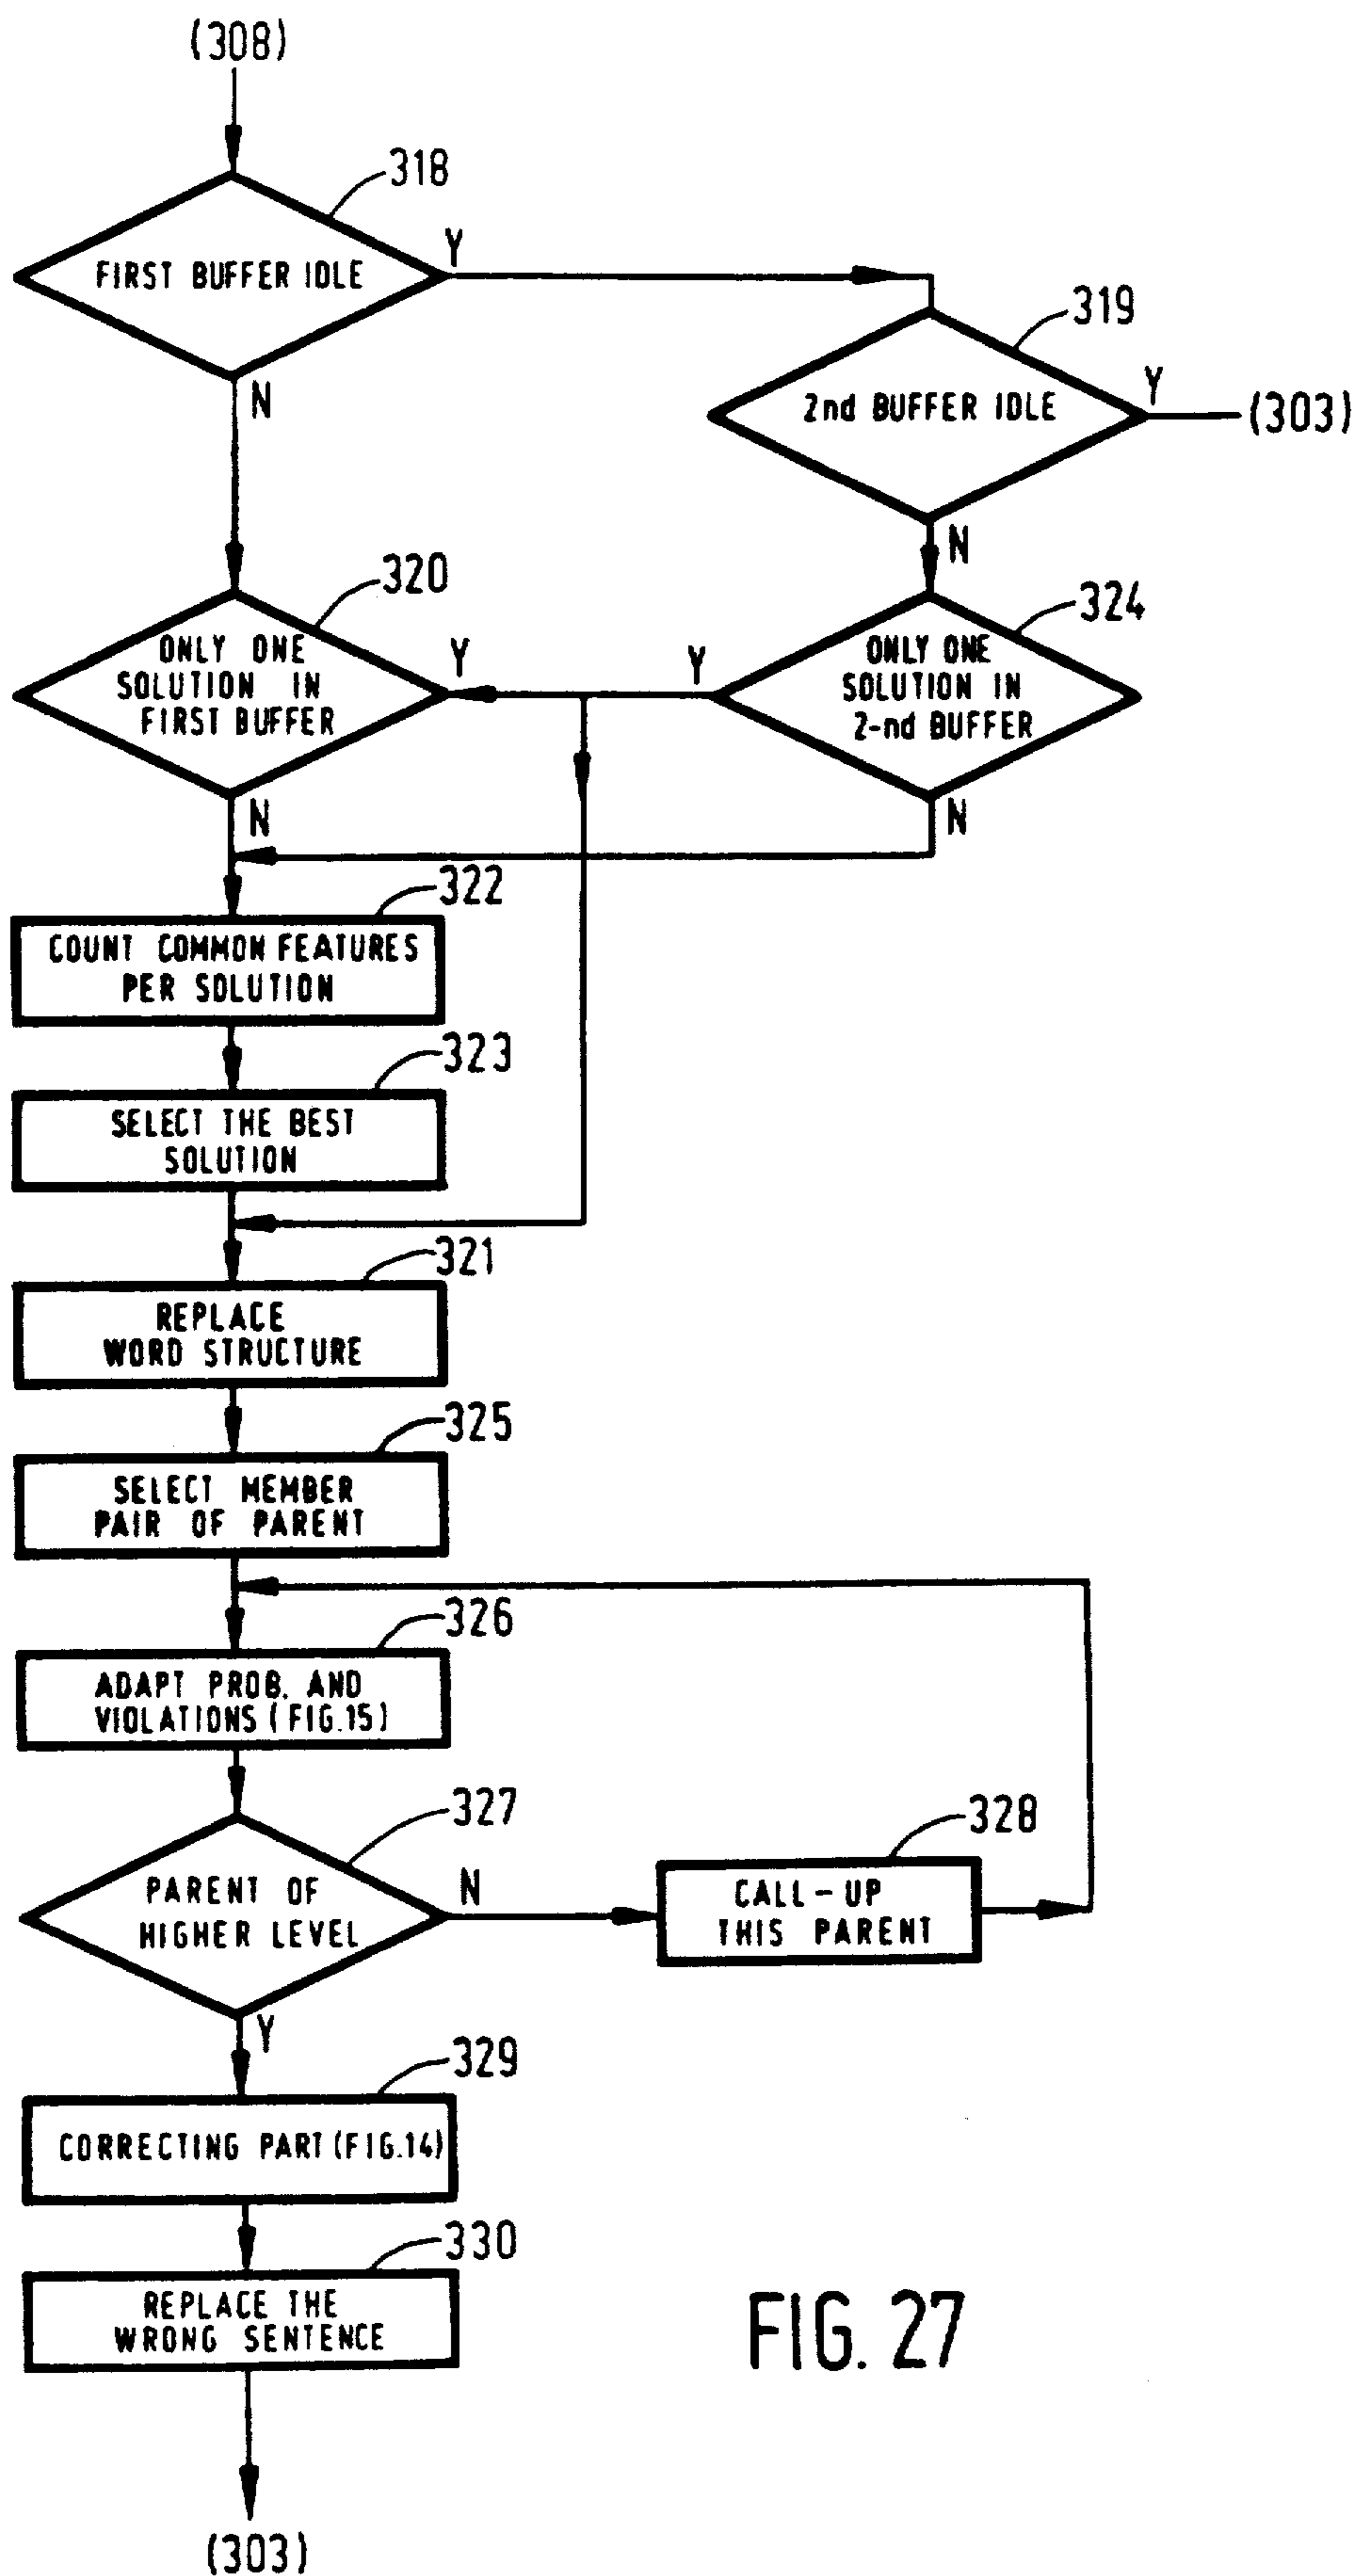 (308)
318
FIRST BUFFER IDLE
Y
N
319
2nd BUFFER IDLE
Y
(303)
N
320
ONLY ONE
SOLUTION IN
FIRST BUFFER
Y
N
324
ONLY ONE
SOLUTION IN
2-nd BUFFER
Y
N
322
COUNT COMMON FEATURES
PER SOLUTION
323
SELECT THE BEST
SOLUTION
321
REPLACE
WORD STRUCTURE
325
SELECT MEMBER
PAIR OF PARENT
326
ADAPT PROB. AND
VIOLATIONS (FIG.15)
327
PARENT OF
HIGHER LEVEL
N
Y
328
CALL-UP
THIS PARENT
329
CORRECTING PART (FIG.14)
330
REPLACE THE
WRONG SENTENCE
(303)
FIG. 27